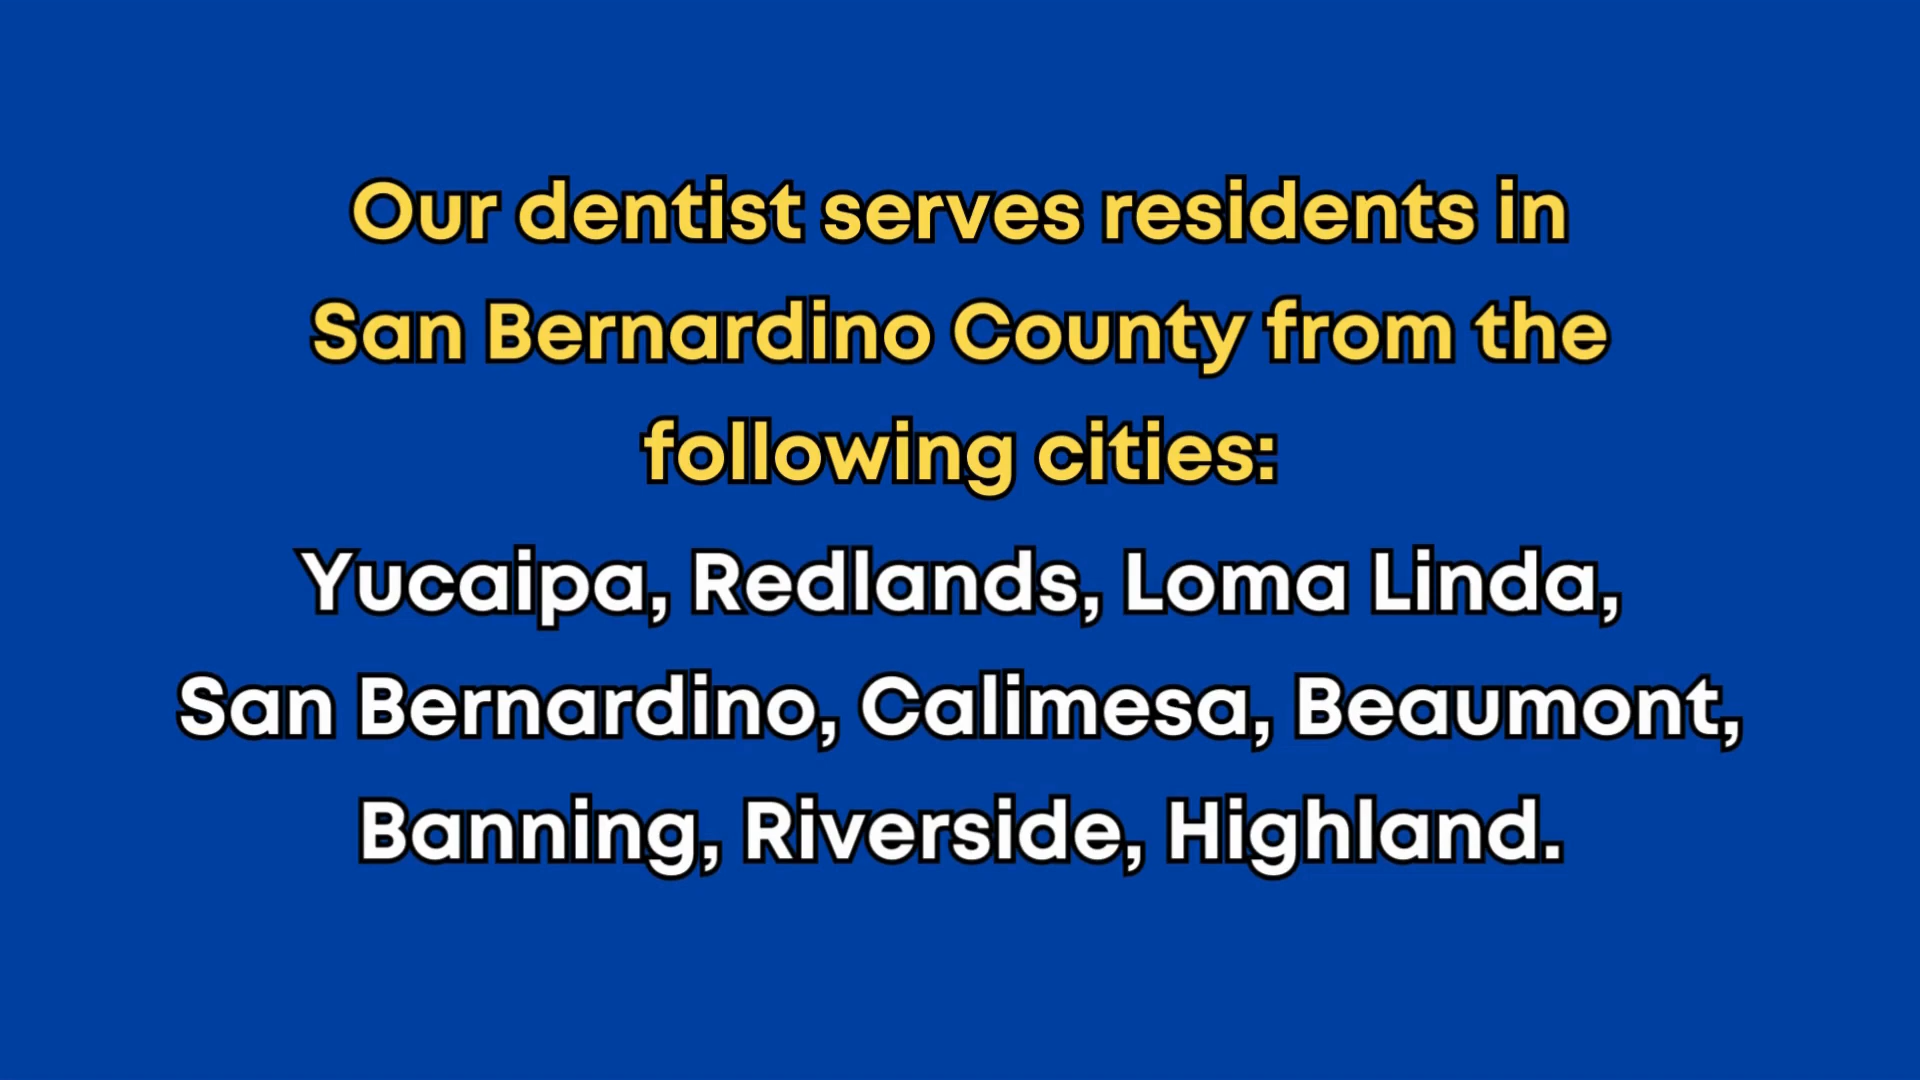 Our dentist serves residents in
San Bernardino County from the
following cities:
Yucaipa, Redlands, Loma Linda,
San Bernardino, Calimesa, Beaumont,
Banning, Riverside, Highland.